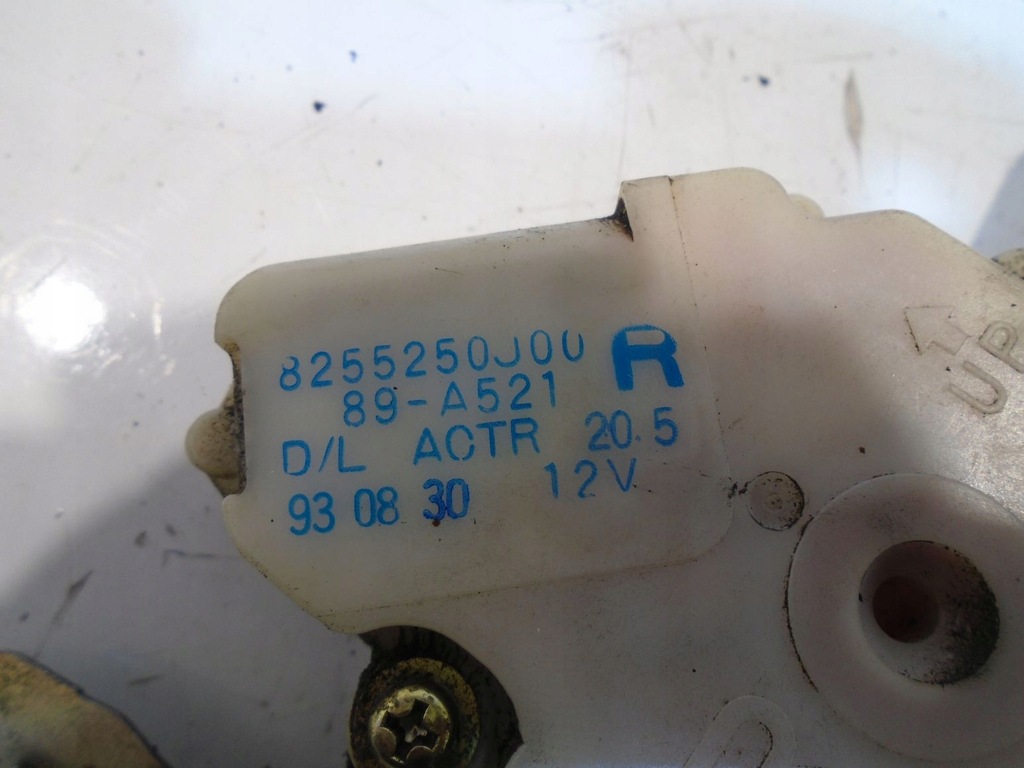 8255250J00 R
89-A521
D/L ACTR 20.5
93 08 30 12V
UP